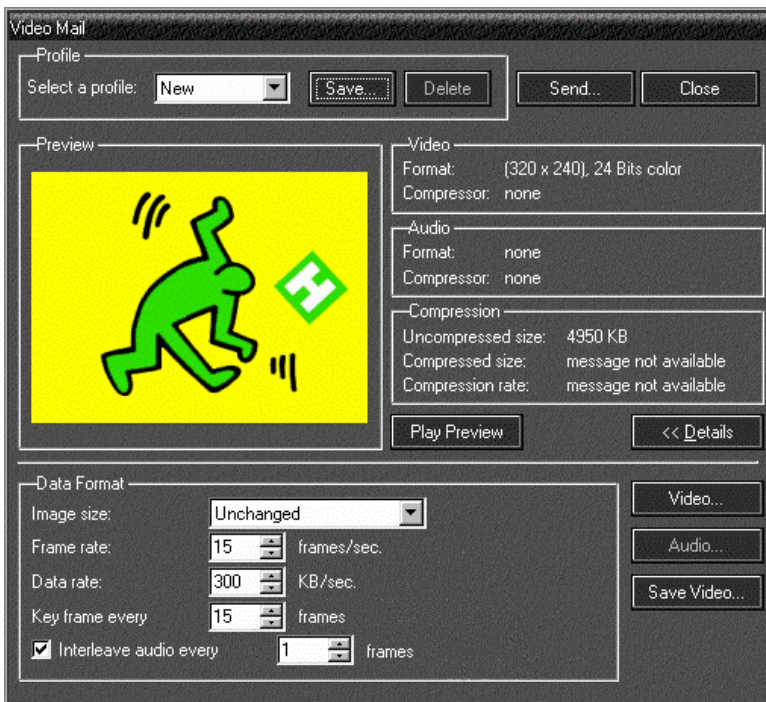 Video Mail
Profile
Select a profile: New Save... Delete Send... Close
Preview
Video
Format: (320 x 240), 24 Bits color
Compressor: none
Audio
Format: none
Compressor: none
Compression
Uncompressed size: 4950 KB
Compressed size: message not available
Compression rate: message not available
Play Preview << Details
H
Data Format
Image size: Unchanged
Frame rate: 15 frames/sec.
Data rate: 300 KB/sec.
Key frame every 15 frames
Interleave audio every 1 frames
Video...
Audio...
Save Video...